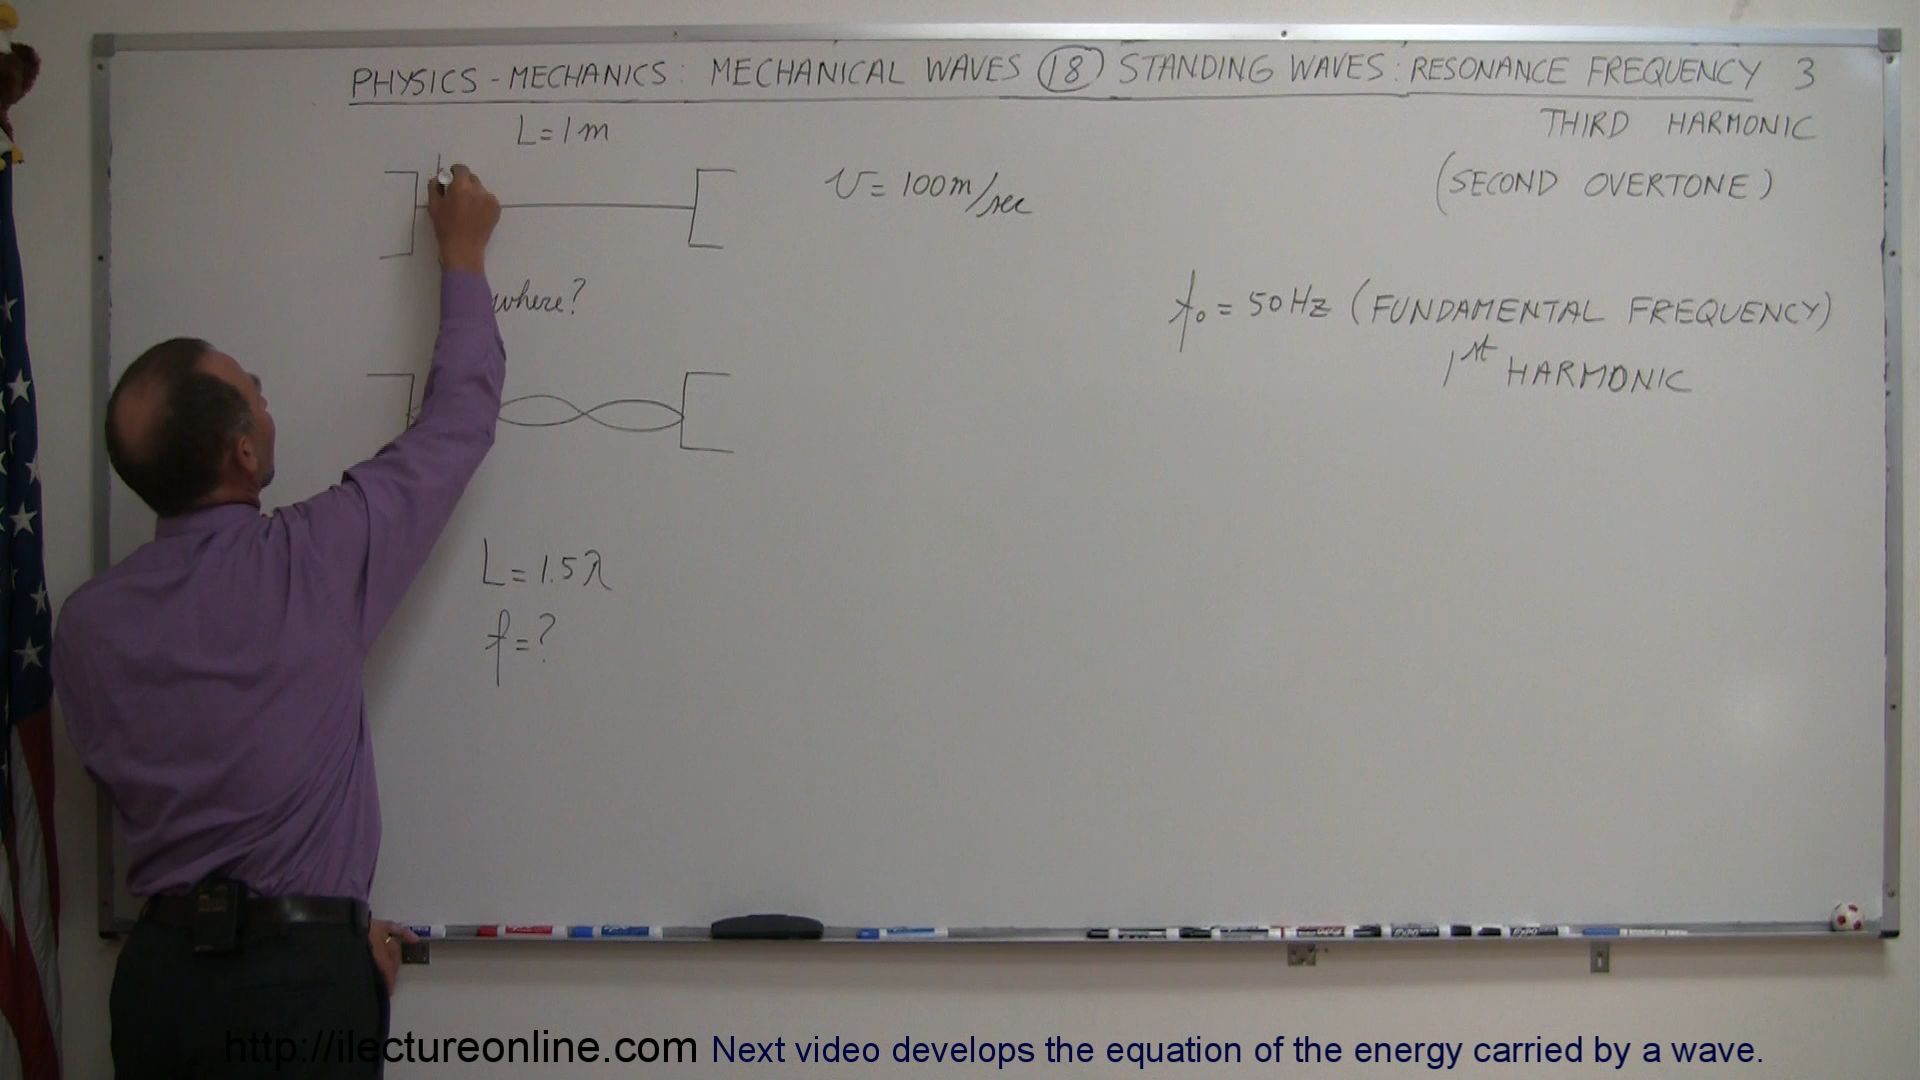 PHYSICS - MECHANICS: MECHANICAL WAVES 18 STANDING WAVES: RESONANCE FREQUENCY 3
L = 1 m
THIRD HARMONIC
(SECOND OVERTONE)
v = 100 m/sec
where?
f₀ = 50 Hz (FUNDAMENTAL FREQUENCY)
1st HARMONIC
L = 1.5 λ
f = ?
http://ilectureonline.com Next video develops the equation of the energy carried by a wave.